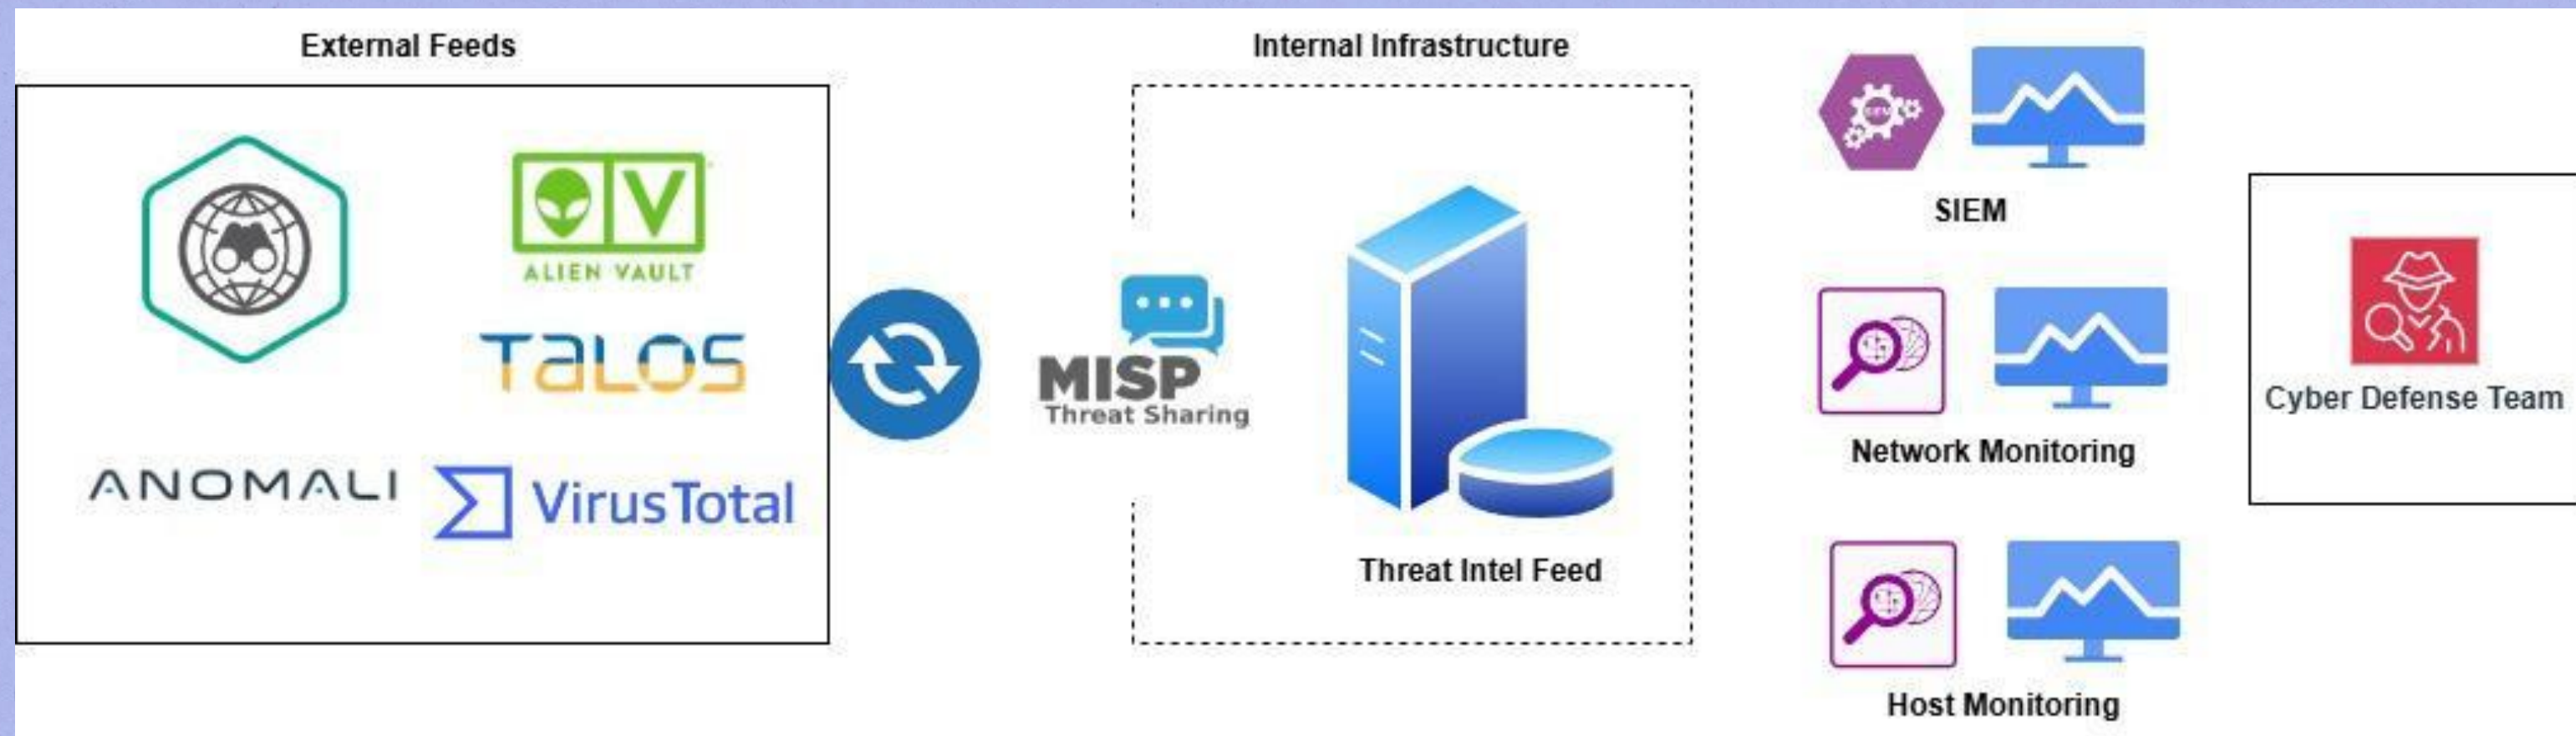 External Feeds
Internal Infrastructure
ALIEN VAULT
TALOS
ANOMALI
VirusTotal
MISP
Threat Sharing
Threat Intel Feed
SIEM
SIEM
Network Monitoring
Host Monitoring
Cyber Defense Team